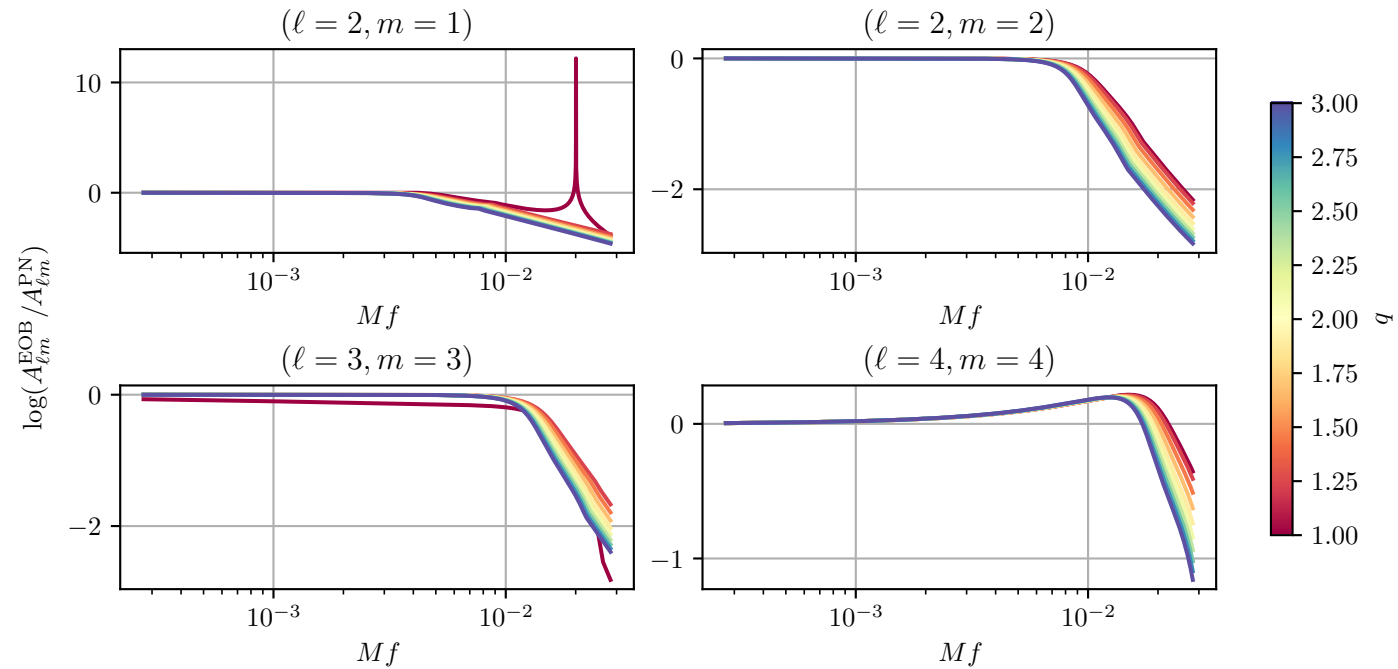 (ℓ = 2, m = 1)
(ℓ = 2, m = 2)
10
0
10⁻³
10⁻²
Mf
0
−2
10⁻³
10⁻²
Mf
log(A_{ℓm}^{EOB}/A_{ℓm}^{PN})
(ℓ = 3, m = 3)
(ℓ = 4, m = 4)
0
−2
10⁻³
10⁻²
Mf
0
−1
10⁻³
10⁻²
Mf
3.00
2.75
2.50
2.25
2.00
1.75
1.50
1.25
1.00
q